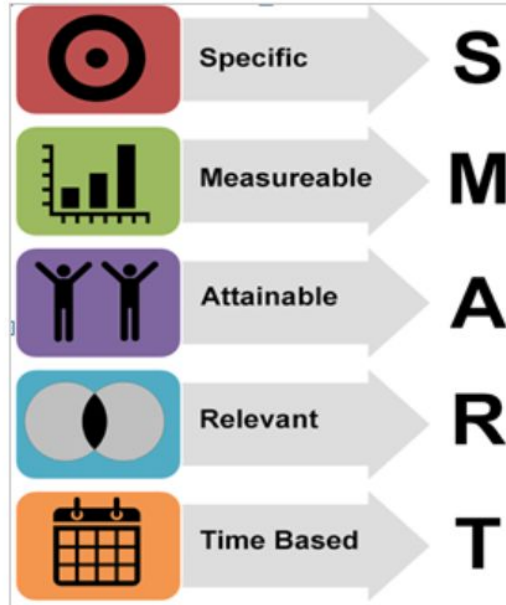 Specific S
Measureable M
Attainable A
Relevant R
Time Based T